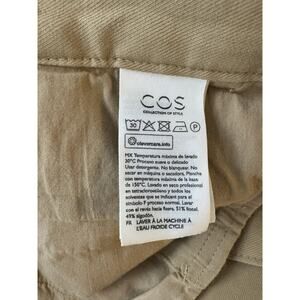 COS
COLLECTION OF STYLE
30 P
clevercare.info
MX Temperatura máxima de lavado
30°C Proceso suave o delicado
Usar detergente. No blanquear.
No secar en máquina o secadora. Planche
con temperatura máxima de la base
de 150°C. Lavado en seco profesional
en tetracloroetileno y todos los
solventes que se indican para el
símbolo F proceso normal. Lavar
con el revés hacia fuera. 51% Total,
49% algodón.
FR LAVER À LA MACHINE À
L'EAU FROIDE CYCLE